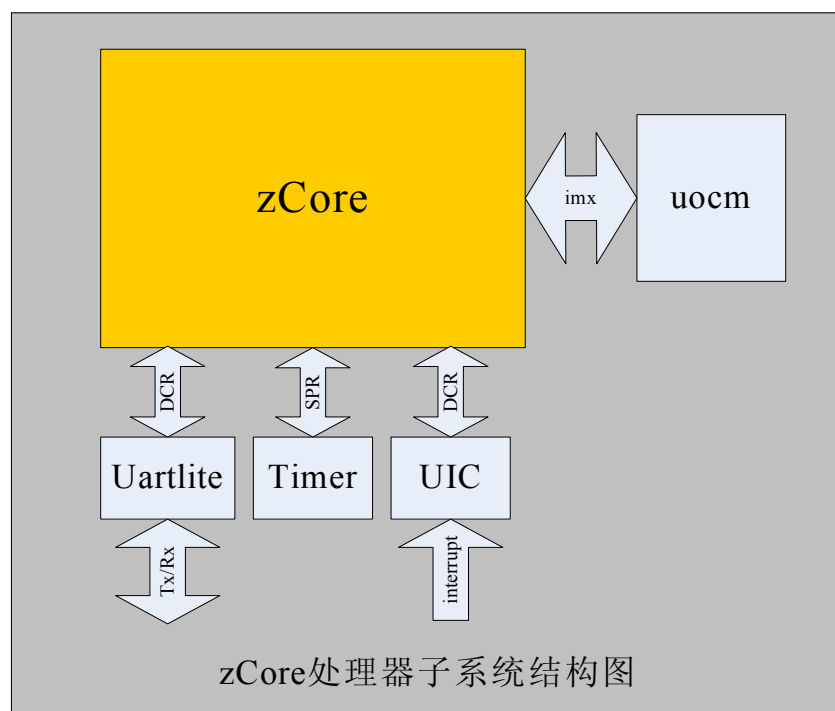 zCore
imx
uocm
DCR
SPR
DCR
Uartlite
Timer
UIC
Tx/Rx
interrupt
zCore处理器子系统结构图